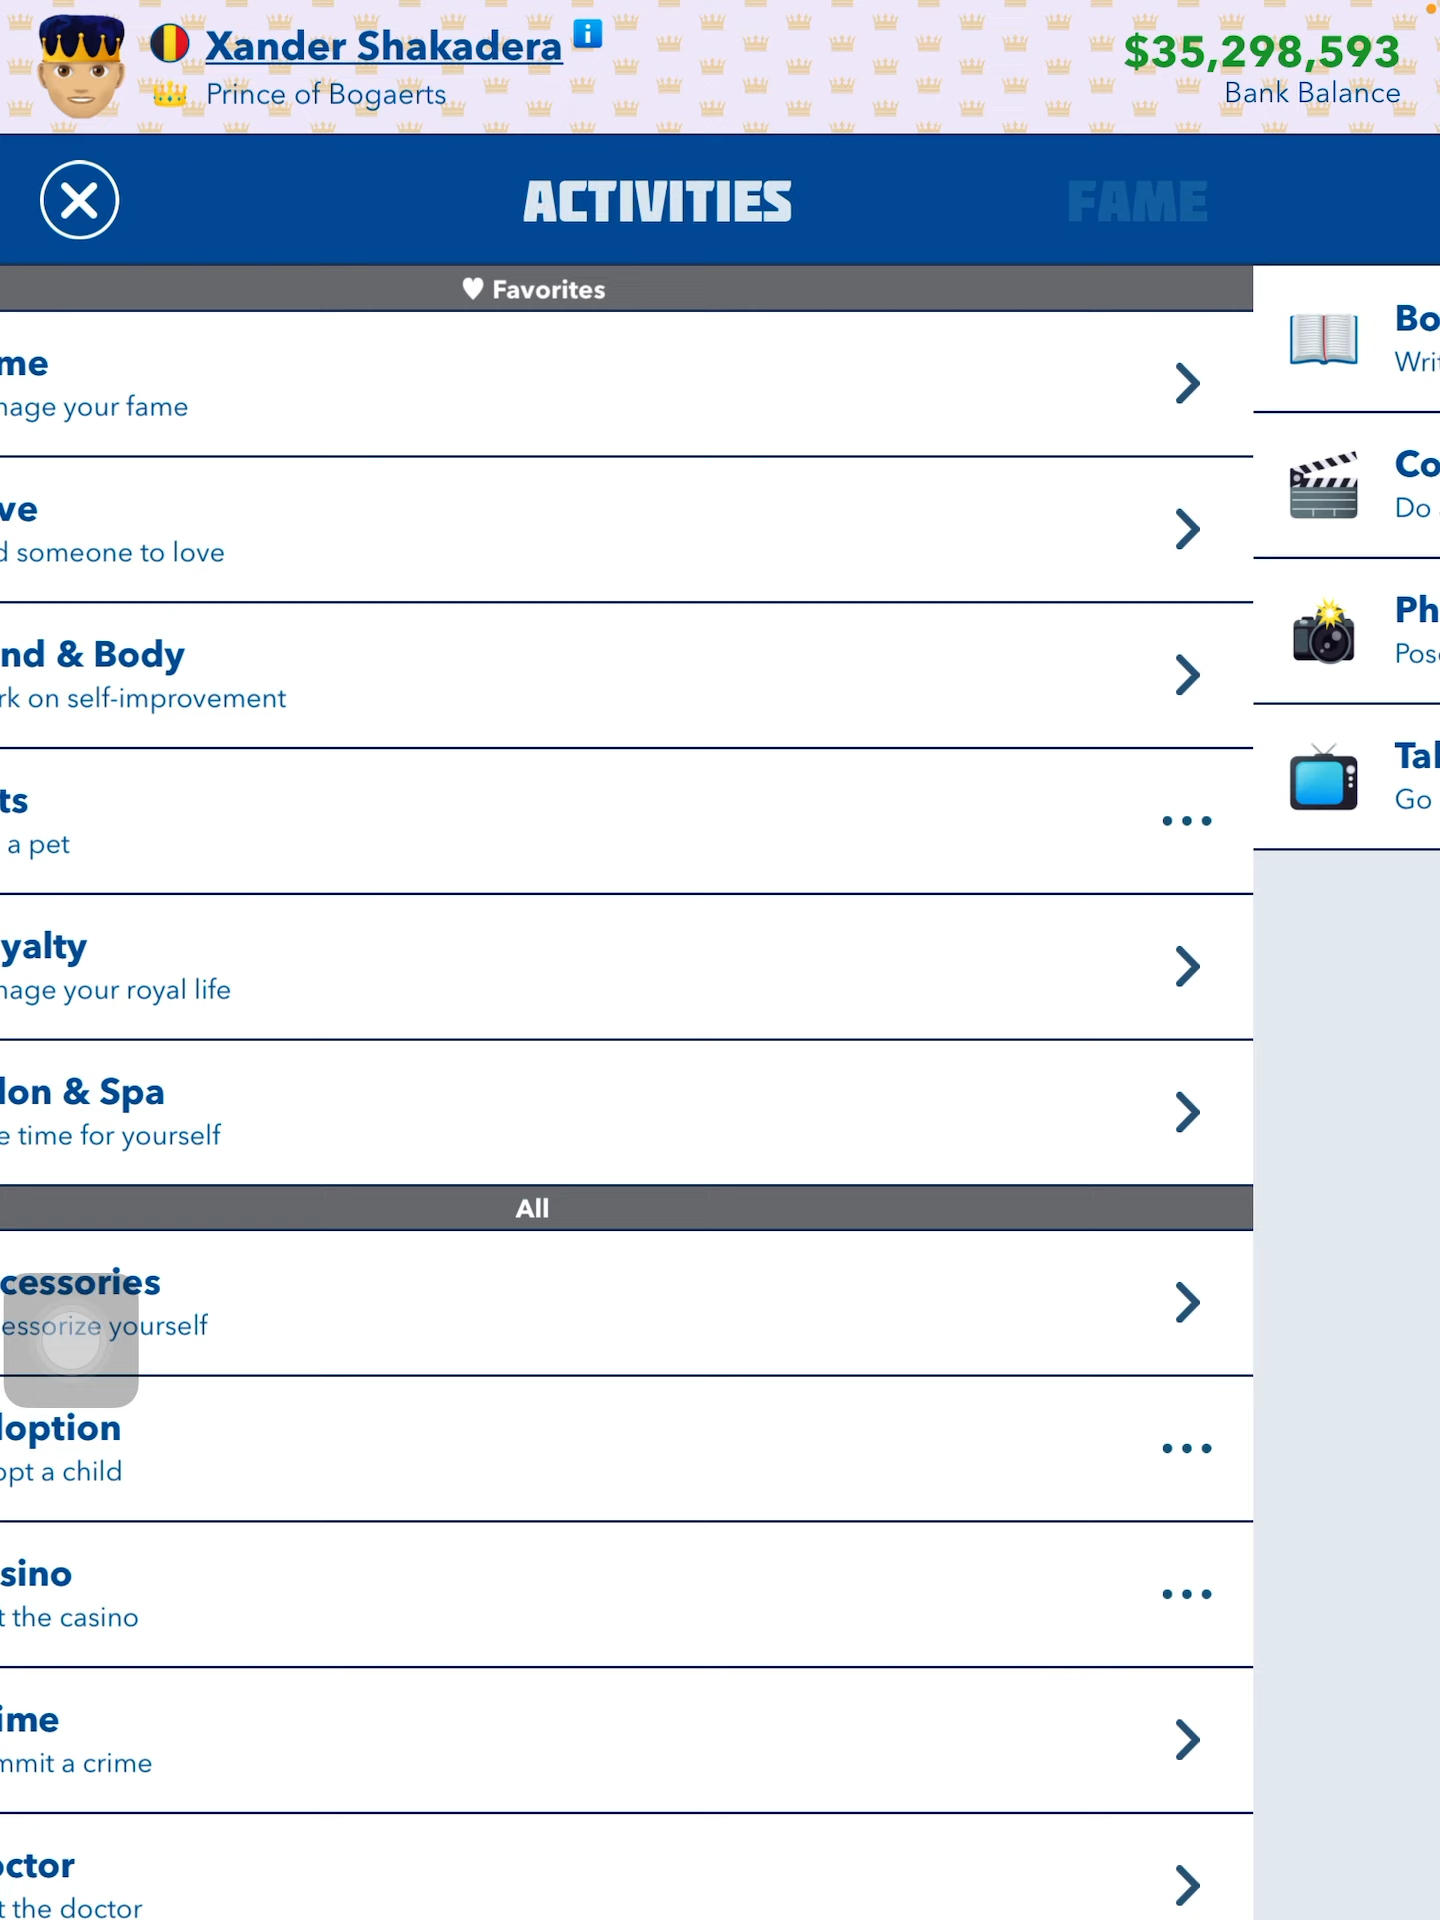 Xander Shakadera
Prince of Bogaerts
$35,298,593
Bank Balance
ACTIVITIES
FAME
Favorites
me
nage your fame
ve
d someone to love
nd & Body
rk on self-improvement
ts
a pet
yalty
nage your royal life
lon & Spa
e time for yourself
All
cessories
essorize yourself
loption
opt a child
sino
t the casino
ime
mmit a crime
octor
t the doctor
Bo
Writ
Co
Do
Ph
Pos
Tal
Go